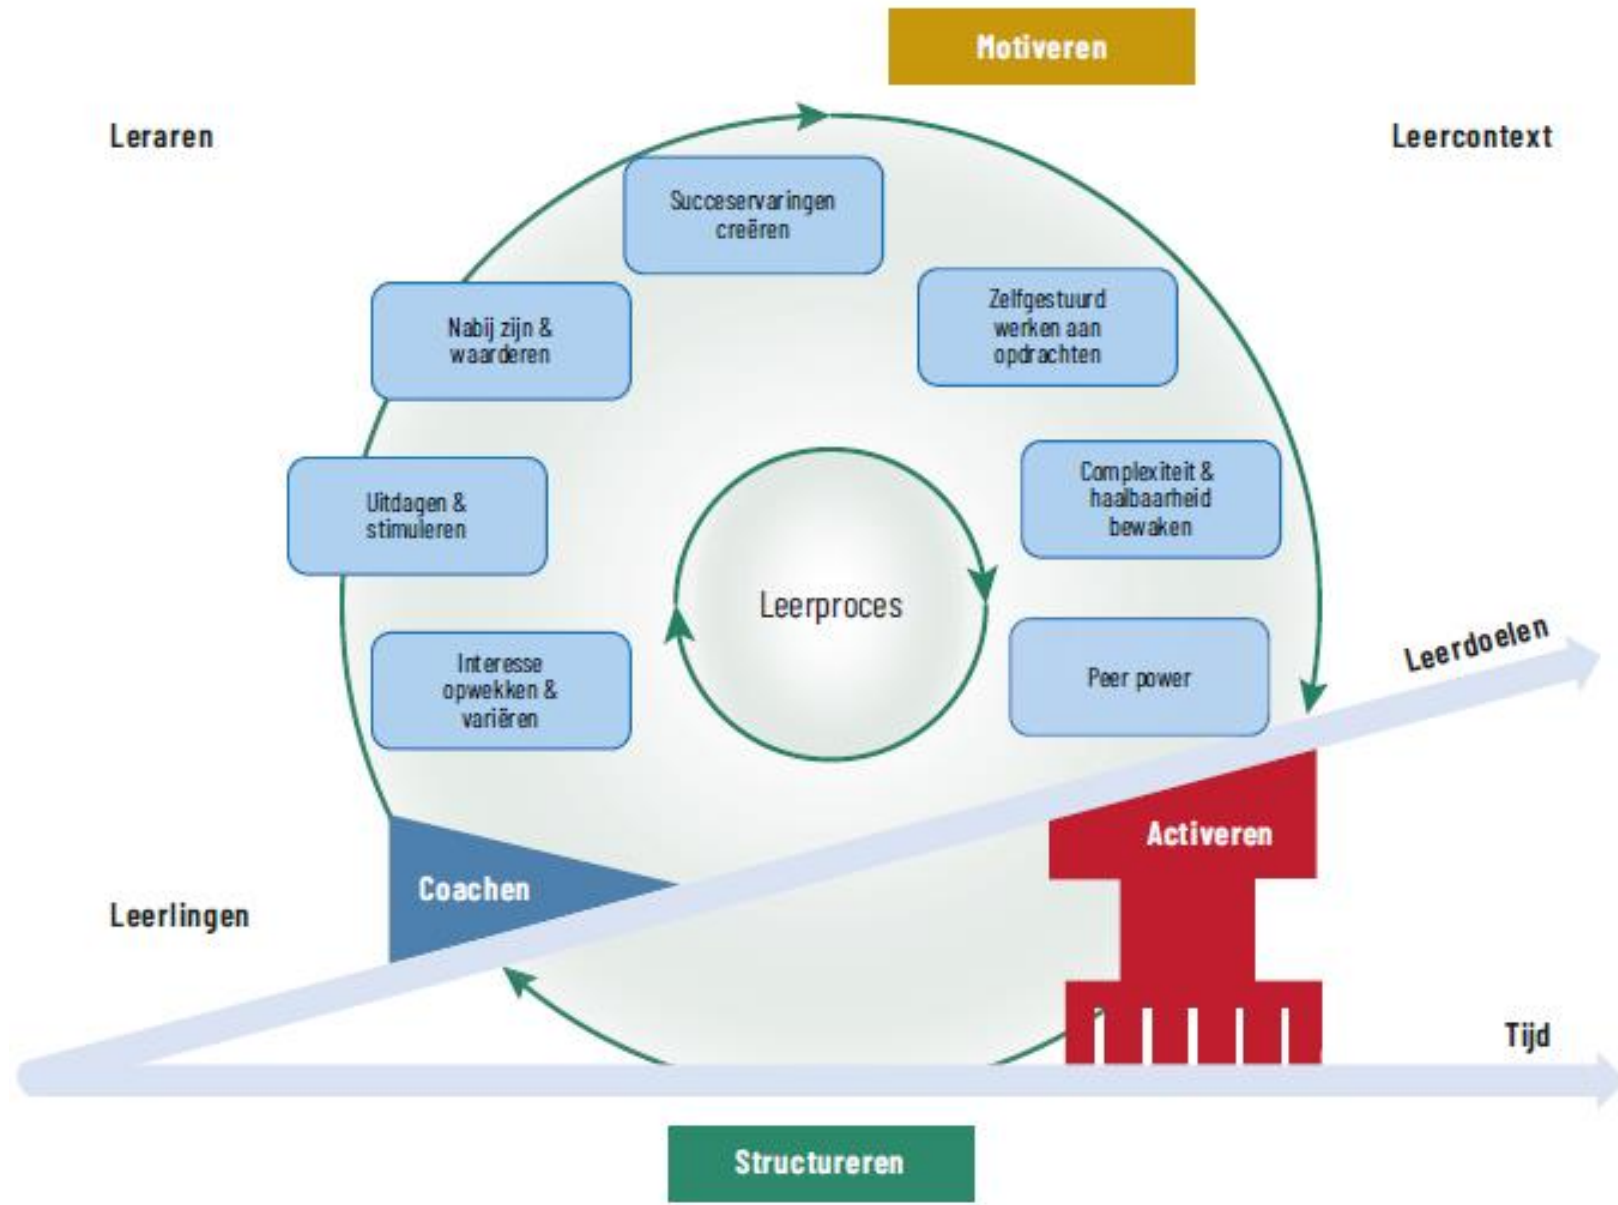 Motiveren
Leraren
Leercontext
Succeservaringen
creëren
Nabij zijn &
waarderen
Zelfgestuurd
werken aan
opdrachten
Uitdagen &
stimuleren
Complexiteit &
haalbaarheid
bewaken
Leerproces
Interesse
opwekken &
variëren
Peer power
Leerdoelen
Coachen
Activeren
Leerlingen
Tijd
Structureren